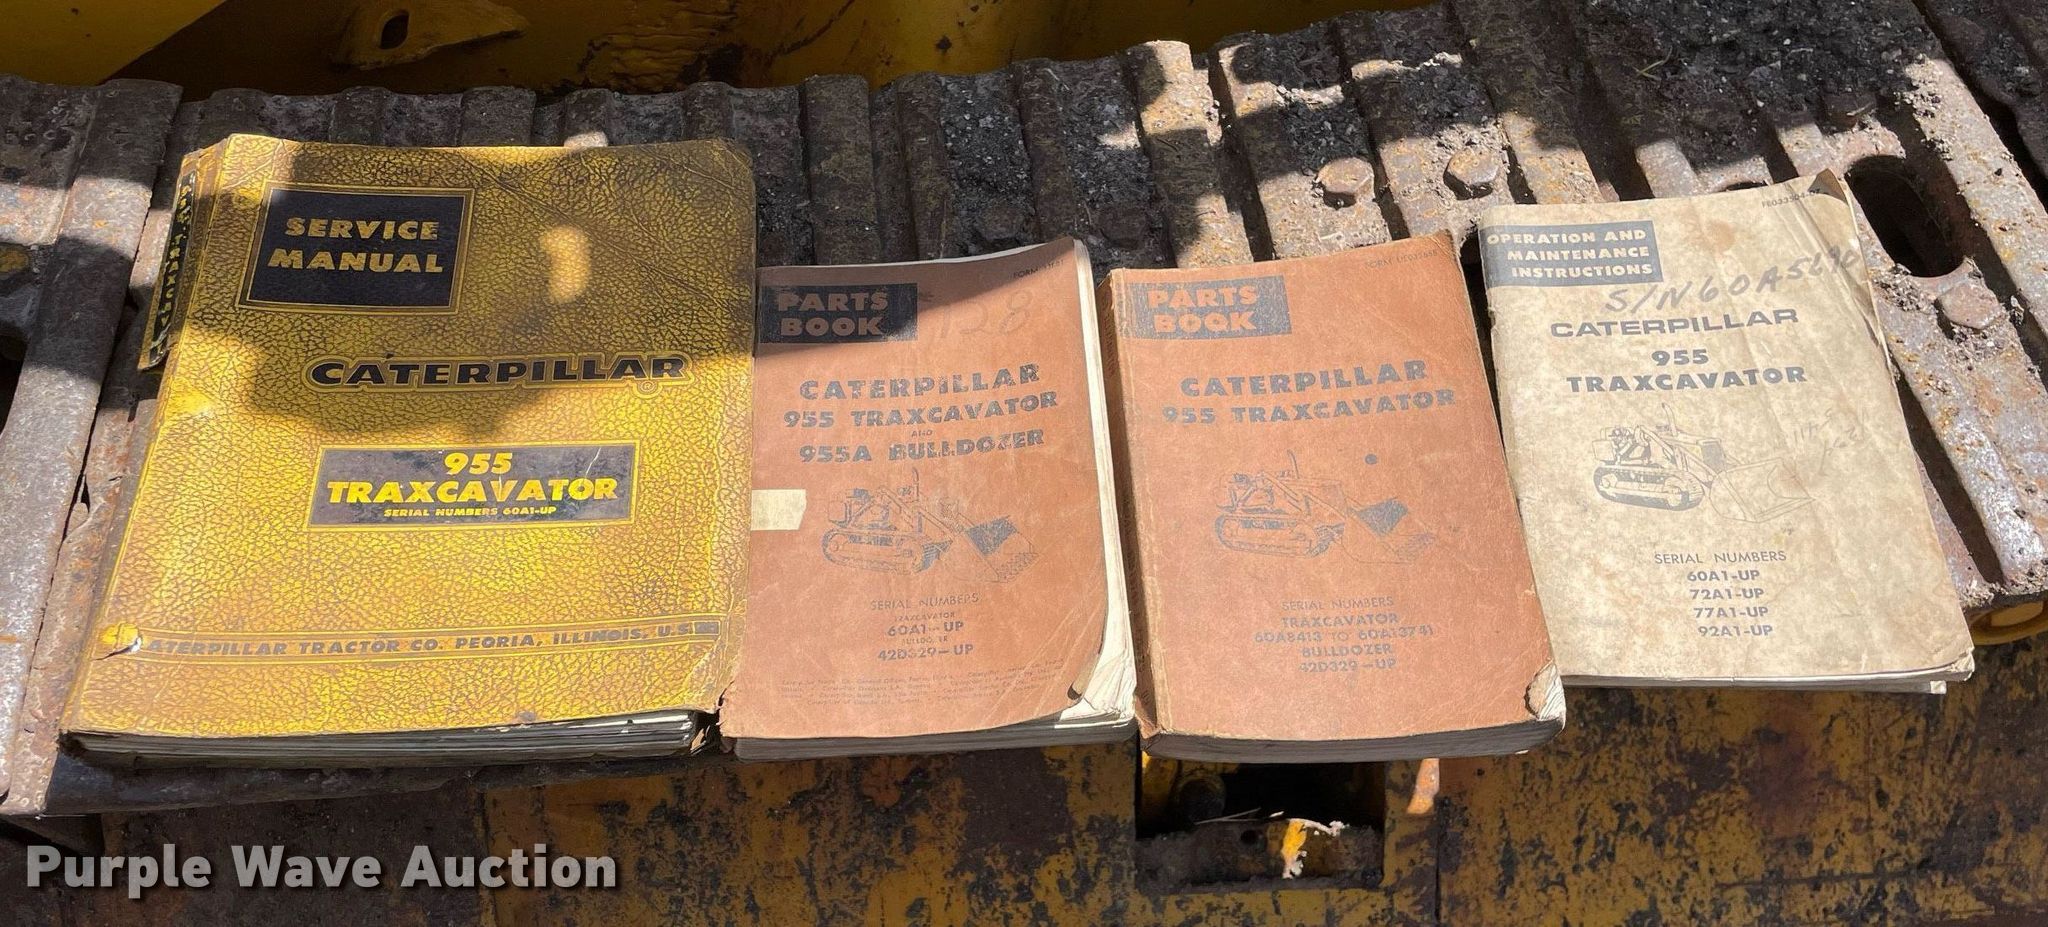 SERVICE
MANUAL
CATERPILLAR
955
TRAXCAVATOR
SERIAL NUMBERS 60A1-UP
CATERPILLAR TRACTOR CO. PEORIA, ILLINOIS, U.S.
PARTS
BOOK
128
CATERPILLAR
955 TRAXCAVATOR
AND
955A BULLDOZER
SERIAL NUMBERS
TRAXCAVATOR
60A1-UP
BULLDOZER
42D329-UP
FORM
PARTS
BOOK
CATERPILLAR
955 TRAXCAVATOR
SERIAL NUMBERS
TRAXCAVATOR
60A8413 TO 60A13741
BULLDOZER
42D329-UP
OPERATION AND
MAINTENANCE
INSTRUCTIONS
S/N60A5690
CATERPILLAR
955
TRAXCAVATOR
SERIAL NUMBERS
60A1-UP
72A1-UP
77A1-UP
92A1-UP
Purple Wave Auction